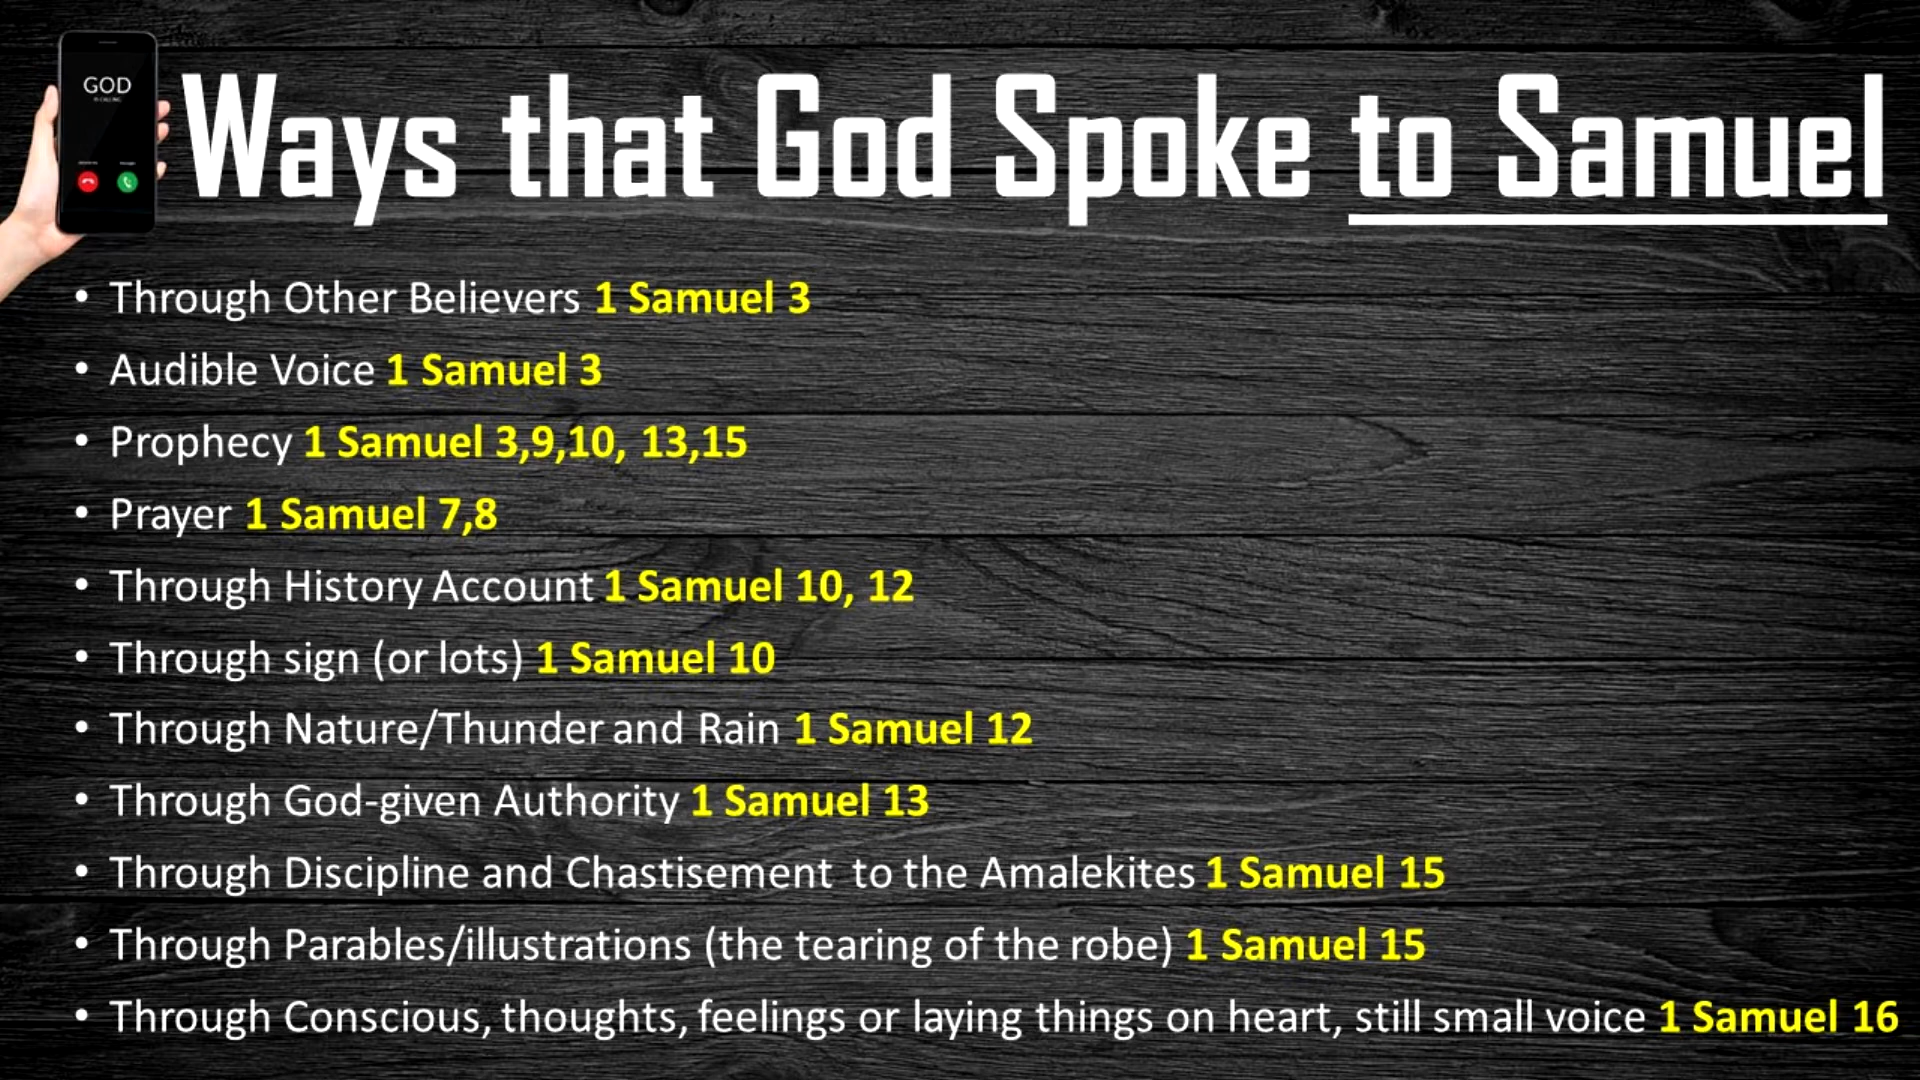 GOD
IS CALLING
Ways that God Spoke to Samuel
• Through Other Believers 1 Samuel 3
• Audible Voice 1 Samuel 3
• Prophecy 1 Samuel 3,9,10, 13,15
• Prayer 1 Samuel 7,8
• Through History Account 1 Samuel 10, 12
• Through sign (or lots) 1 Samuel 10
• Through Nature/Thunder and Rain 1 Samuel 12
• Through God-given Authority 1 Samuel 13
• Through Discipline and Chastisement to the Amalekites 1 Samuel 15
• Through Parables/illustrations (the tearing of the robe) 1 Samuel 15
• Through Conscious, thoughts, feelings or laying things on heart, still small voice 1 Samuel 16